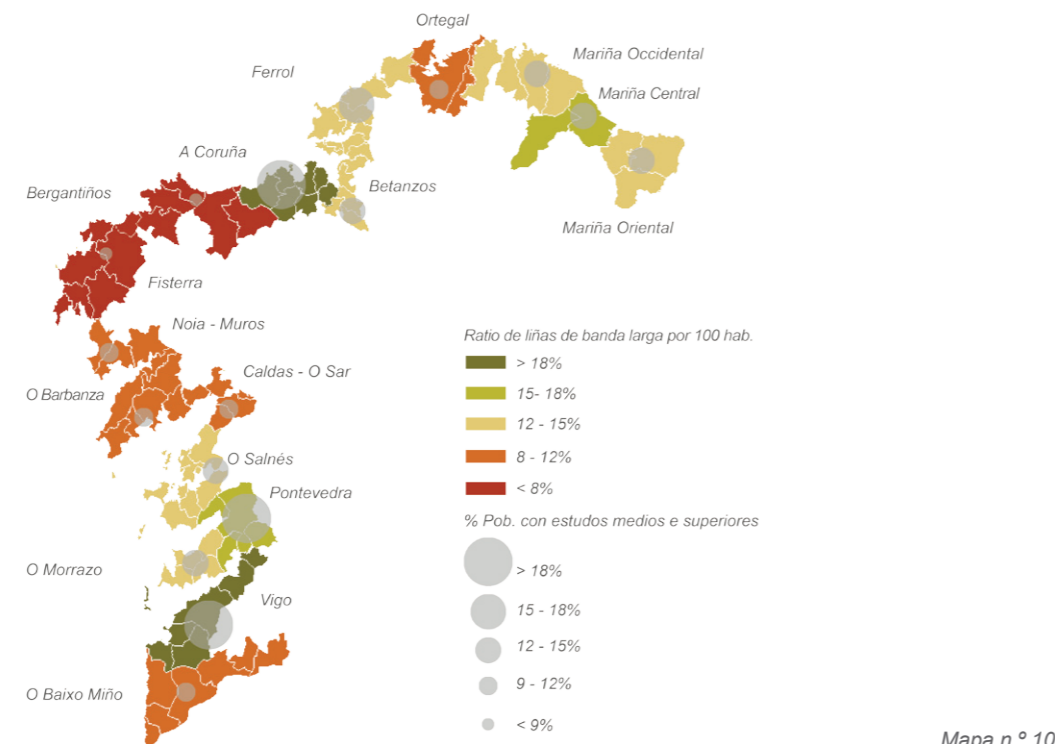 Ortegal
Mariña Occidental
Ferrol
Mariña Central
A Coruña
Bergantiños
Betanzos
Mariña Oriental
Fisterra
Noia - Muros
Ratio de liñas de banda larga por 100 hab.
> 18%
15- 18%
12 - 15%
8 - 12%
< 8%
Caldas - O Sar
O Barbanza
O Salnés
Pontevedra
% Pob. con estudos medios e superiores
> 18%
15 - 18%
12 - 15%
9 - 12%
< 9%
O Morrazo
Vigo
O Baixo Miño
Mapa n.º 10